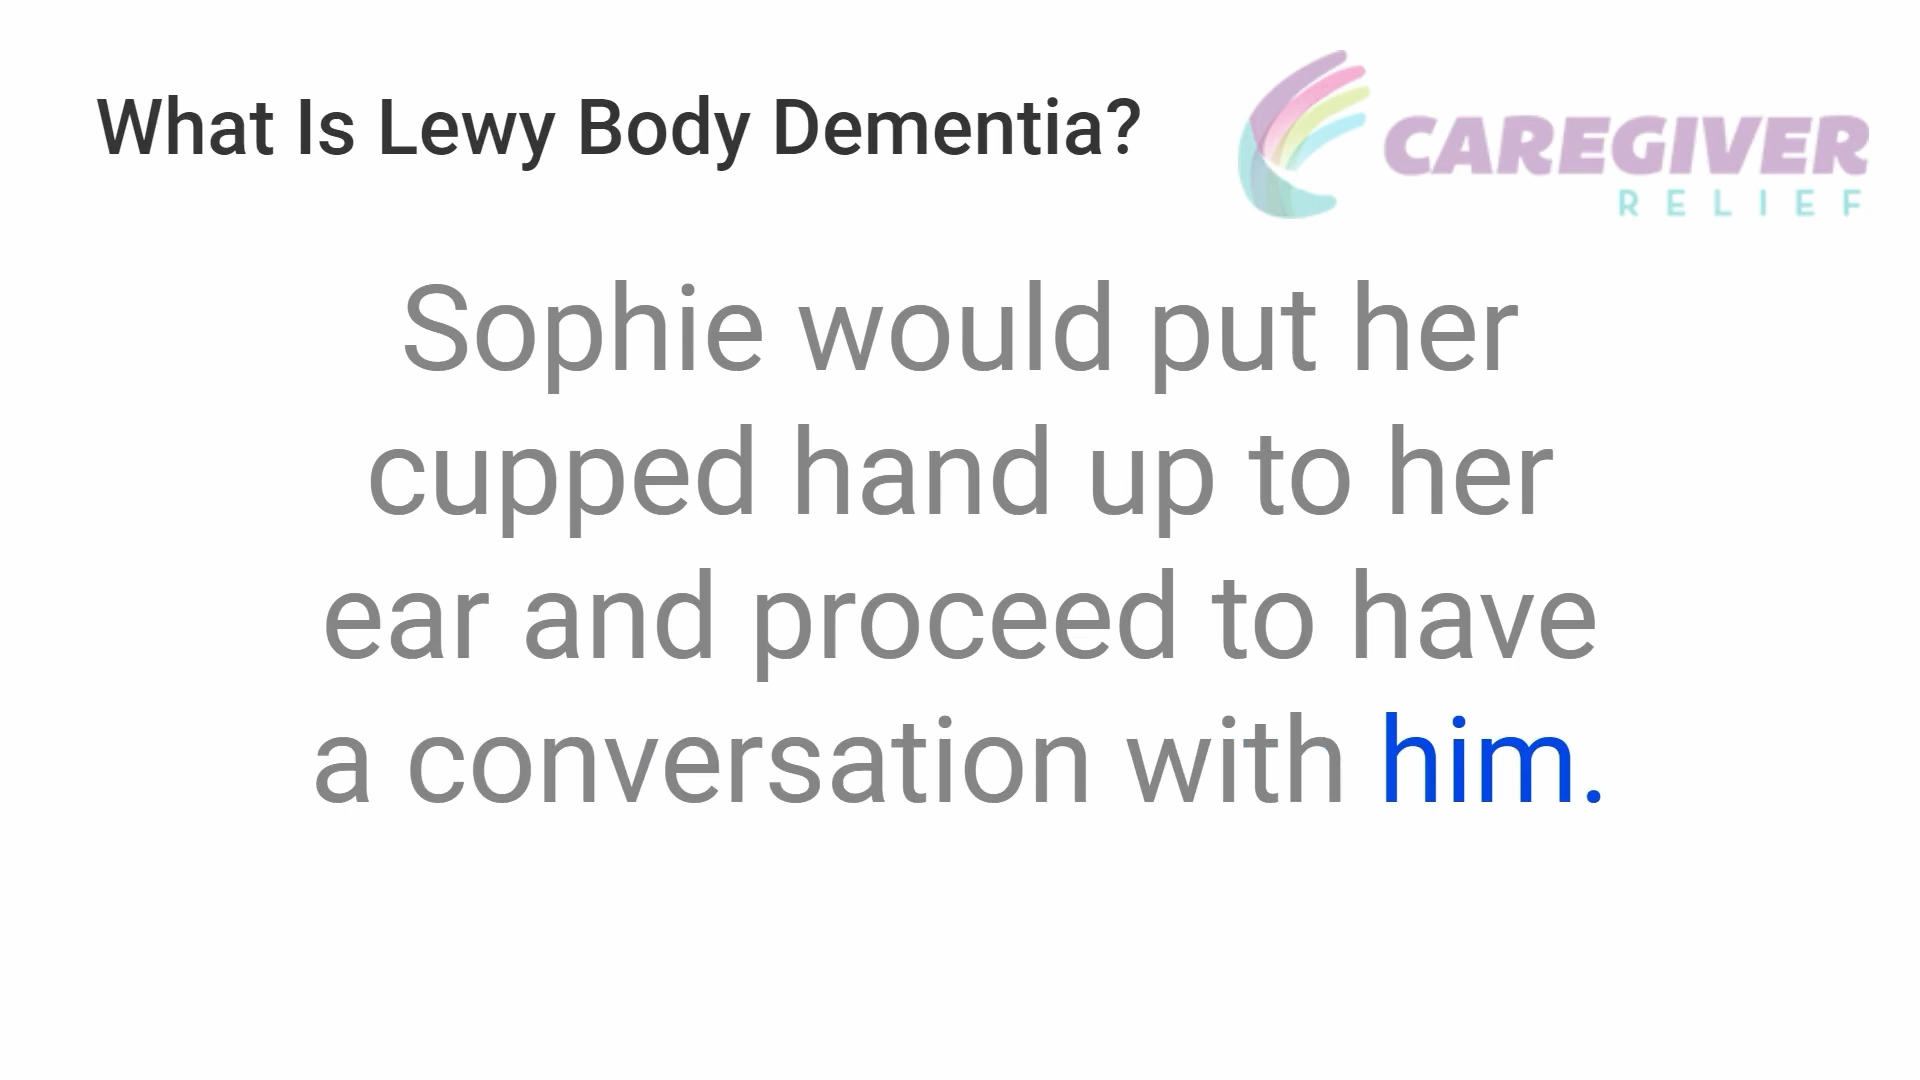 What Is Lewy Body Dementia?
CAREGIVER
RELIEF
Sophie would put her
cupped hand up to her
ear and proceed to have
a conversation with him.